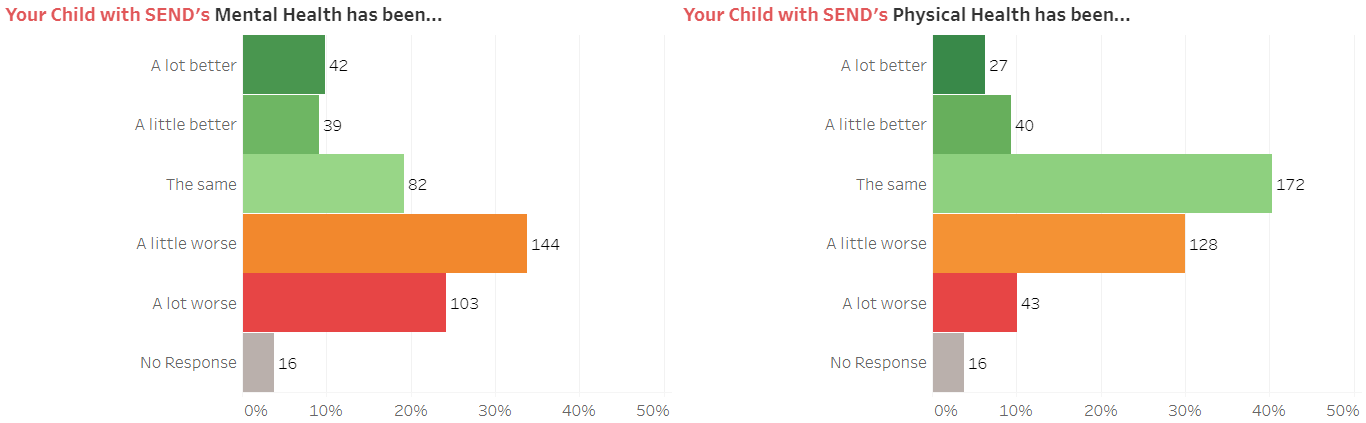 Your Child with SEND's Mental Health has been...
A lot better 42
A little better 39
The same 82
A little worse 144
A lot worse 103
No Response 16
0% 10% 20% 30% 40% 50%
Your Child with SEND's Physical Health has been...
A lot better 27
A little better 40
The same 172
A little worse 128
A lot worse 43
No Response 16
0% 10% 20% 30% 40% 50%